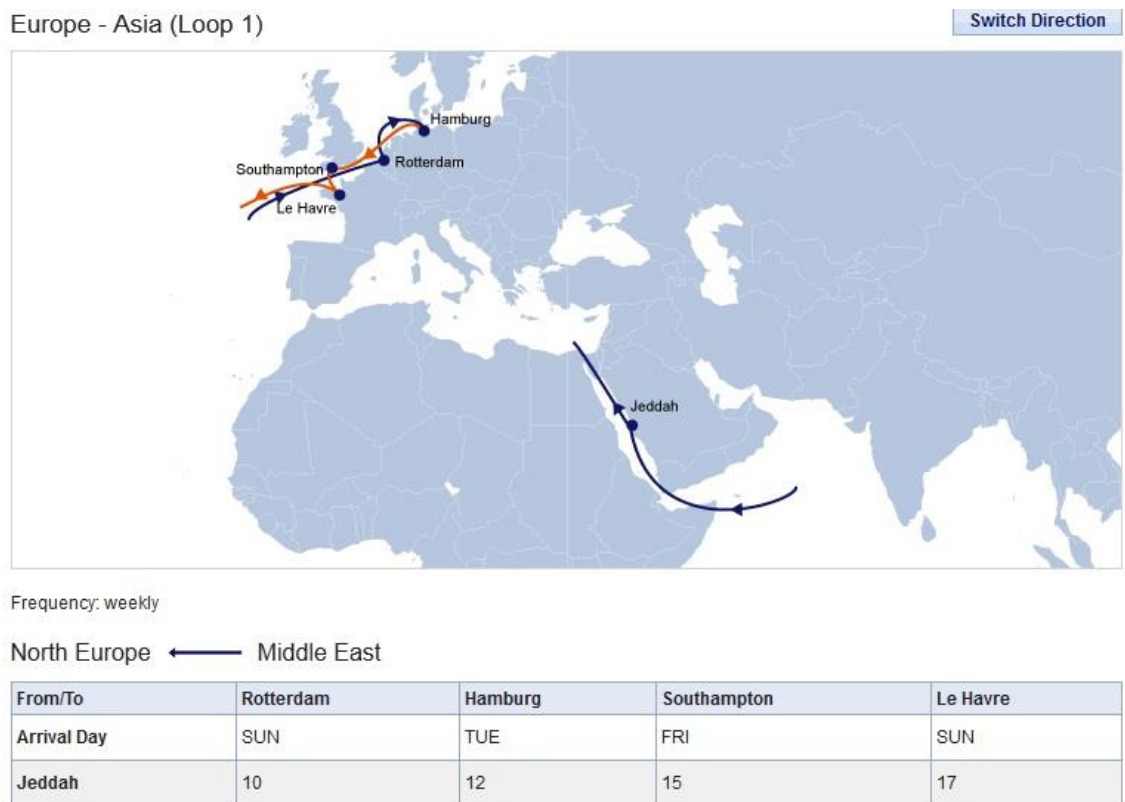 Europe - Asia (Loop 1)
Switch Direction
Hamburg
Southampton
Rotterdam
Le Havre
Jeddah
Frequency: weekly
North Europe Middle East
From/To Rotterdam Hamburg Southampton Le Havre
Arrival Day SUN TUE FRI SUN
Jeddah 10 12 15 17